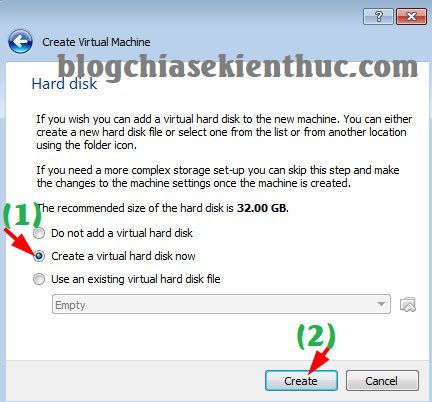 ?
X
Create Virtual Machine
blogchiasekienthuc.com
Hard disk
If you wish you can add a virtual hard disk to the new machine. You can either
create a new hard disk file or select one from the list or from another location
using the folder icon.
If you need a more complex storage set-up you can skip this step and make
the changes to the machine settings once the machine is created.
The recommended size of the hard disk is 32.00 GB.
(1)
Do not add a virtual hard disk
Create a virtual hard disk now
Use an existing virtual hard disk file
Empty
(2)
Create Cancel